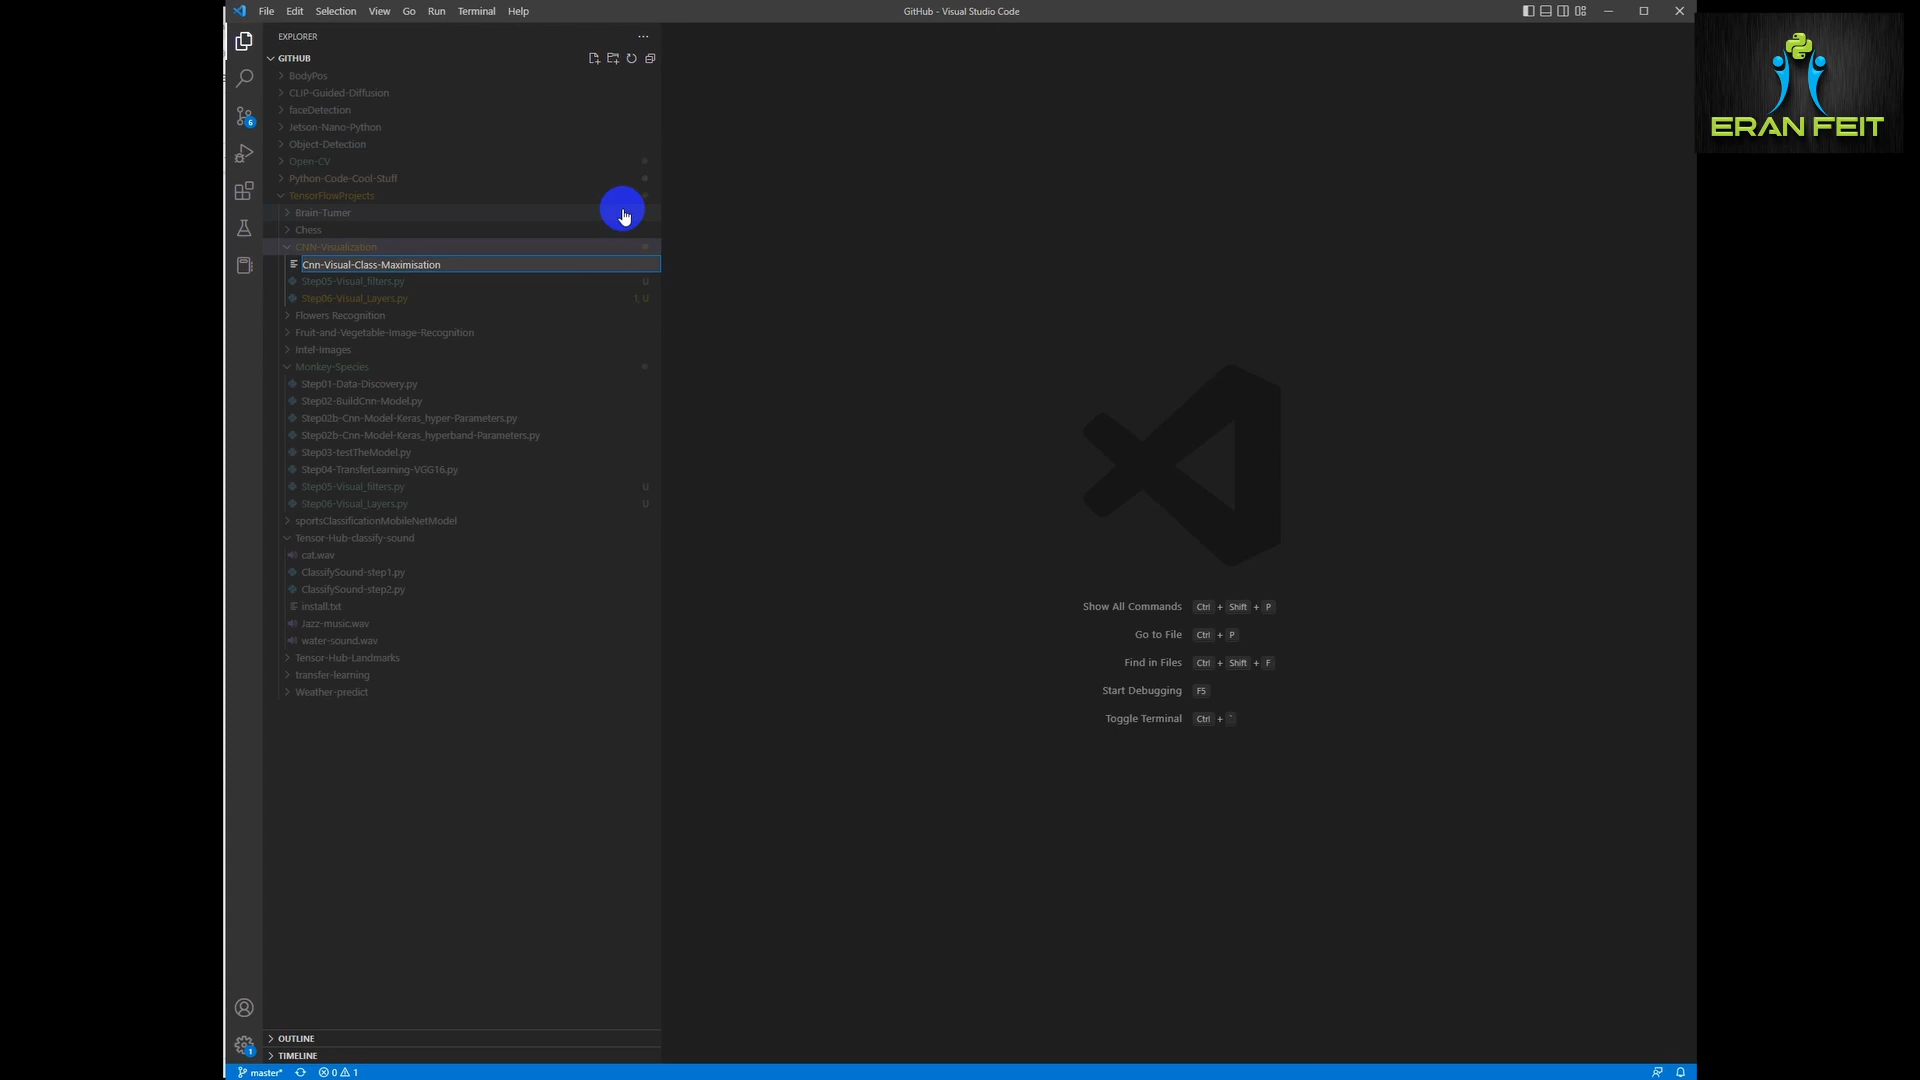 File Edit Selection View Go Run Terminal Help
GitHub - Visual Studio Code
ERAN FEIT
EXPLORER
GITHUB
BodyPos
CLIP-Guided-Diffusion
faceDetection
Jetson-Nano-Python
Object-Detection
Open-CV
Python-Code-Cool-Stuff
TensorFlowProjects
Brain-Tumer
Chess
CNN-Visualization
Cnn-Visual-Class-Maximisation
Step05-Visual_filters.py U
Step06-Visual_Layers.py 1, U
Flowers Recognition
Fruit-and-Vegetable-Image-Recognition
Intel-Images
Monkey-Species
Step01-Data-Discovery.py
Step02-BuildCnn-Model.py
Step02b-Cnn-Model-Keras_hyper-Parameters.py
Step02b-Cnn-Model-Keras_hyperband-Parameters.py
Step03-testTheModel.py
Step04-TransferLearning-VGG16.py
Step05-Visual_filters.py U
Step06-Visual_Layers.py U
sportsClassificationMobileNetModel
Tensor-Hub-classify-sound
cat.wav
ClassifySound-step1.py
ClassifySound-step2.py
install.txt
Jazz-music.wav
water-sound.wav
Tensor-Hub-Landmarks
transfer-learning
Weather-predict
Show All Commands Ctrl + Shift + P
Go to File Ctrl + P
Find in Files Ctrl + Shift + F
Start Debugging F5
Toggle Terminal Ctrl + `
6
1
OUTLINE
TIMELINE
master* 0 1